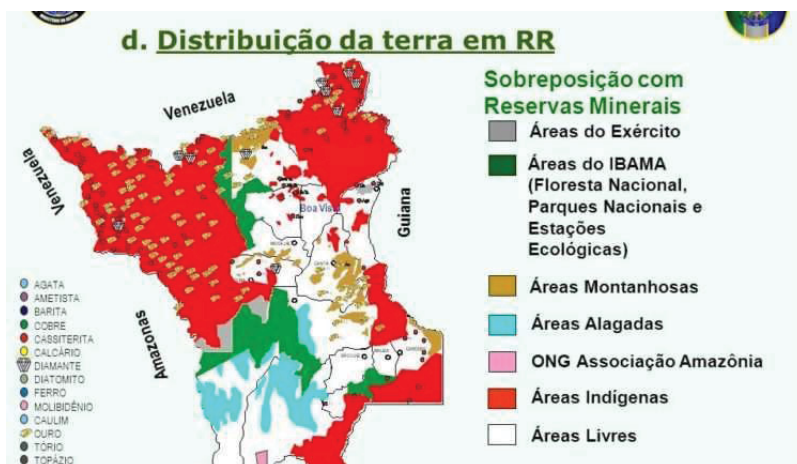 d. Distribuição da terra em RR
Venezuela
Venezuela
Guiana
Amazonas
Boa Vista
Sobreposição com
Reservas Minerais
Áreas do Exército
Áreas do IBAMA
(Floresta Nacional,
Parques Nacionais e
Estações
Ecológicas)
Áreas Montanhosas
Áreas Alagadas
ONG Associação Amazônia
Áreas Indígenas
Áreas Livres
AGATA
AMETISTA
BARITA
COBRE
CASSITERITA
CALCÁRIO
DIAMANTE
DIATOMITO
FERRO
MOLIBIDÊNIO
CAULIM
OURO
TÓRIO
TOPÁZIO